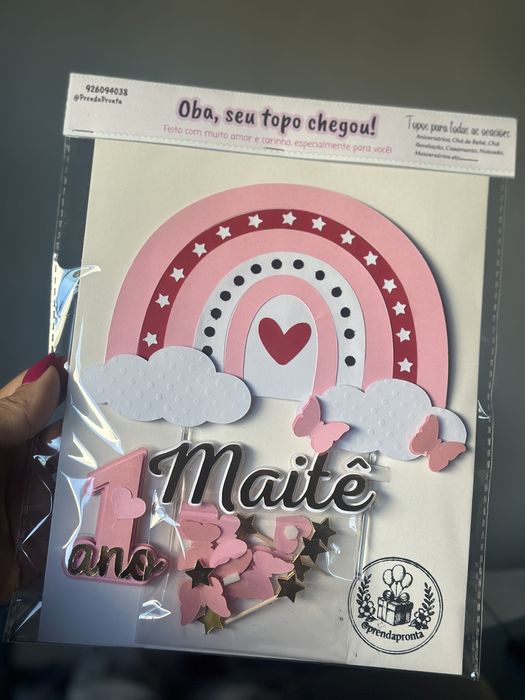 926094038
@PrendaPronta
Oba, seu topo chegou!
Feito com muito amor e carinho, especialmente para você!
Topos para todas as ocasiões
Aniversários, Chá de Bebê, Chá
Revelação, Casamento, Noivado,
Mesversários etc
Maitê
1
ano
@prendapronta